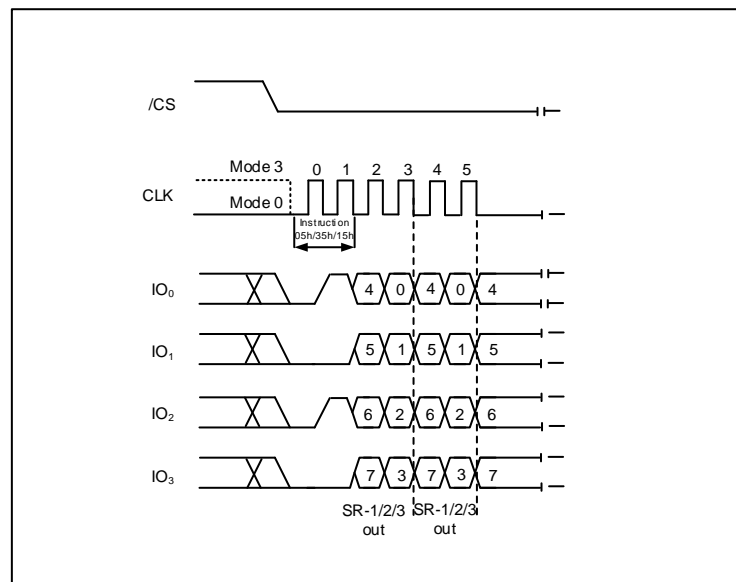 /CS
Mode 3 0 1 2 3 4 5
CLK
Mode 0
Instruction
05h/35h/15h
IO0 4 0 4 0 4
IO1 5 1 5 1 5
IO2 6 2 6 2 6
IO3 7 3 7 3 7
SR-1/2/3 SR-1/2/3
out out